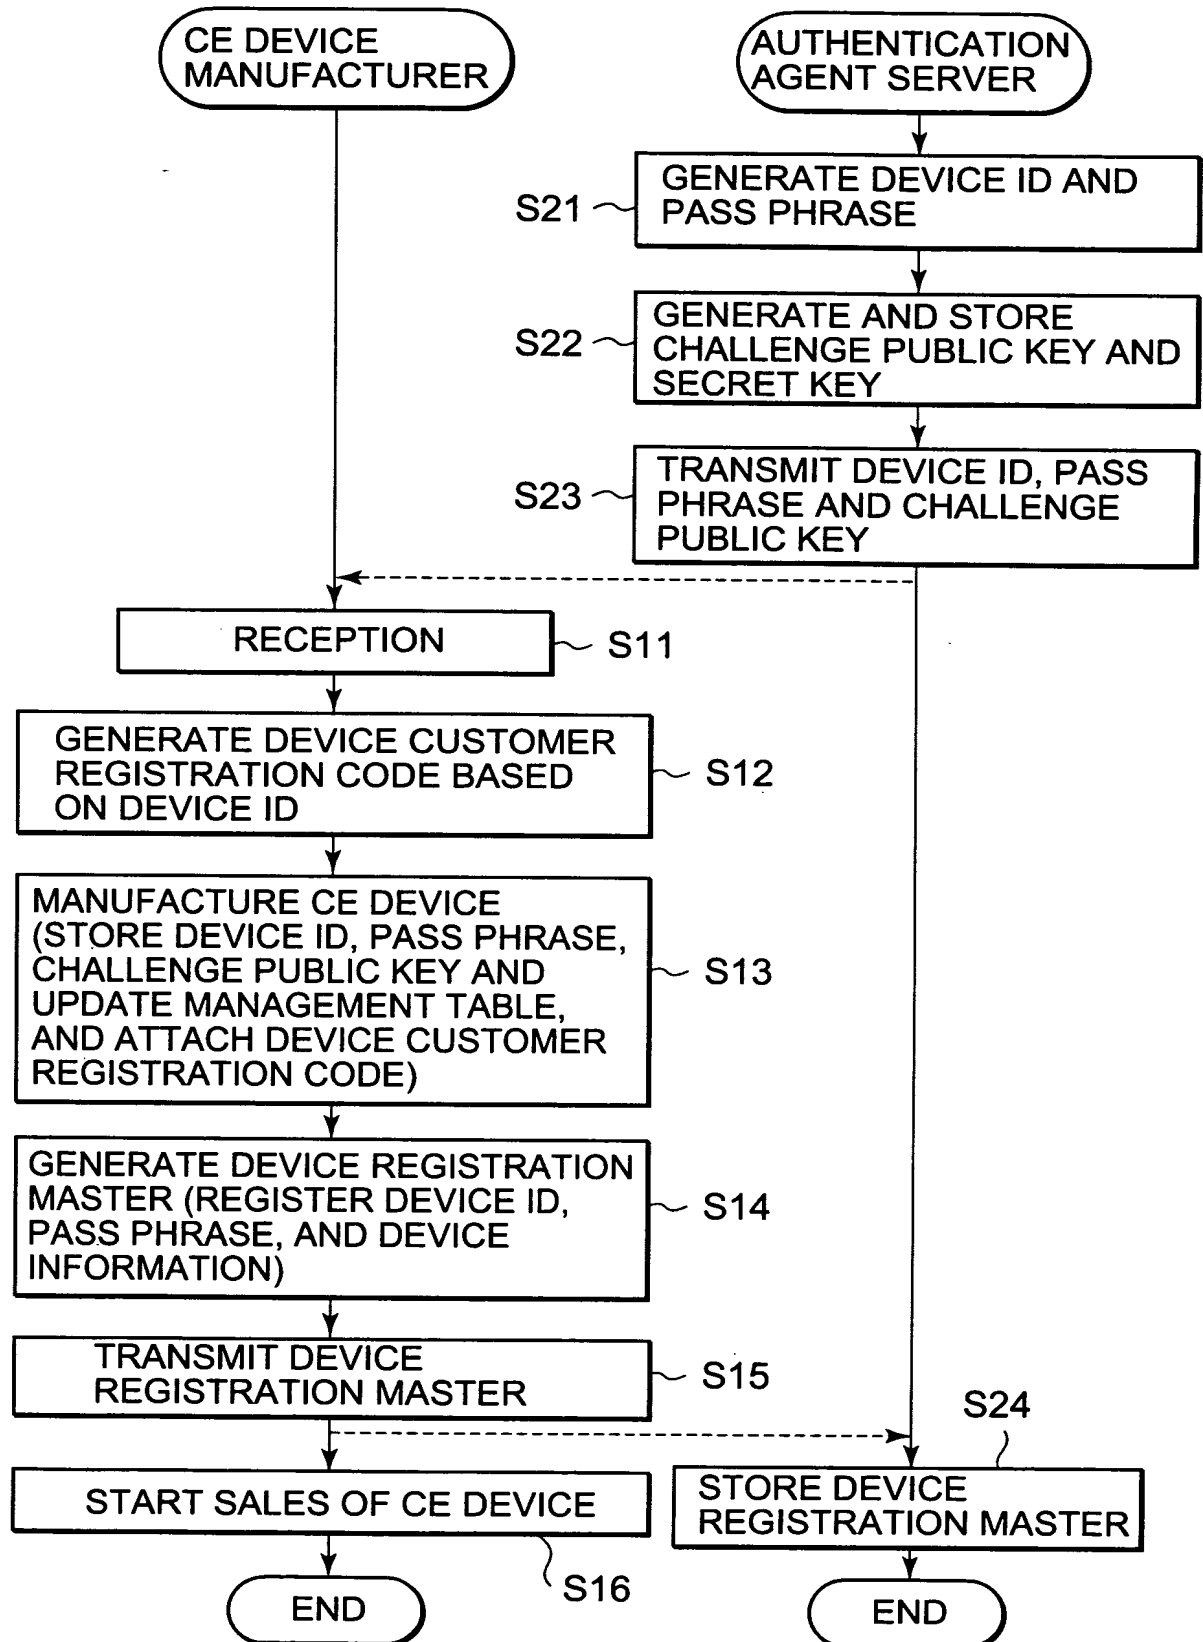 CE DEVICE
MANUFACTURER
AUTHENTICATION
AGENT SERVER
GENERATE DEVICE ID AND
PASS PHRASE
S21
GENERATE AND STORE
CHALLENGE PUBLIC KEY AND
SECRET KEY
S22
TRANSMIT DEVICE ID, PASS
PHRASE AND CHALLENGE
PUBLIC KEY
S23
RECEPTION
S11
GENERATE DEVICE CUSTOMER
REGISTRATION CODE BASED
ON DEVICE ID
S12
MANUFACTURE CE DEVICE
(STORE DEVICE ID, PASS PHRASE,
CHALLENGE PUBLIC KEY AND
UPDATE MANAGEMENT TABLE,
AND ATTACH DEVICE CUSTOMER
REGISTRATION CODE)
S13
GENERATE DEVICE REGISTRATION
MASTER (REGISTER DEVICE ID,
PASS PHRASE, AND DEVICE
INFORMATION)
S14
TRANSMIT DEVICE
REGISTRATION MASTER
S15
S24
START SALES OF CE DEVICE
STORE DEVICE
REGISTRATION MASTER
S16
END
END